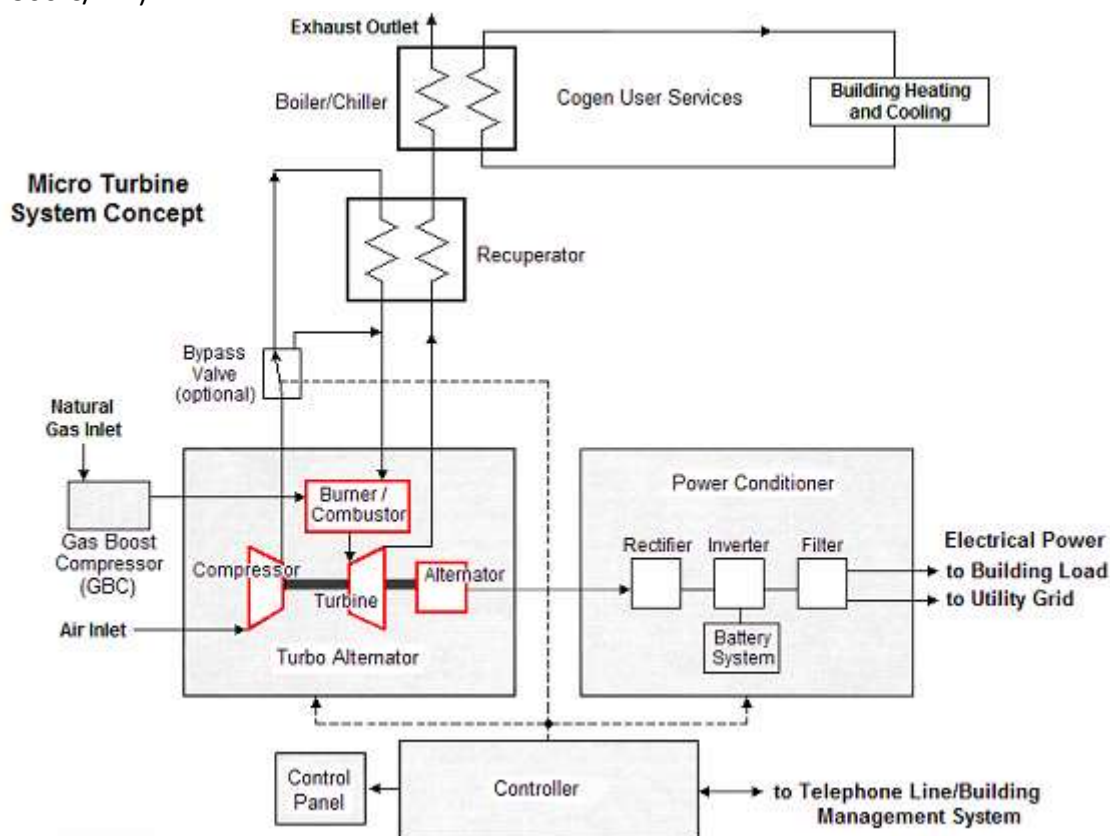 Exhaust Outlet
Boiler/Chiller
Cogen User Services
Building Heating
and Cooling
Micro Turbine
System Concept
Recuperator
Bypass
Valve
(optional)
Natural
Gas Inlet
Gas Boost
Compressor
(GBC)
Burner /
Combustor
Compressor
Turbine
Alternator
Air Inlet
Turbo Alternator
Power Conditioner
Rectifier
Inverter
Filter
Battery
System
Electrical Power
to Building Load
to Utility Grid
Control
Panel
Controller
to Telephone Line/Building
Management System